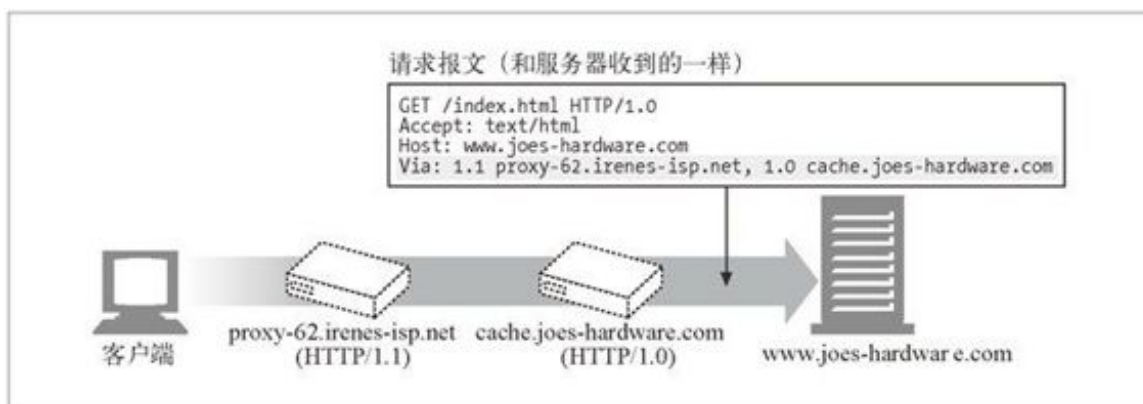 请求报文（和服务器收到的一样）
GET /index.html HTTP/1.0
Accept: text/html
Host: www.joes-hardware.com
Via: 1.1 proxy-62.irenes-isp.net, 1.0 cache.joes-hardware.com
客户端
proxy-62.irenes-isp.net
(HTTP/1.1)
cache.joes-hardware.com
(HTTP/1.0)
www.joes-hardware.com